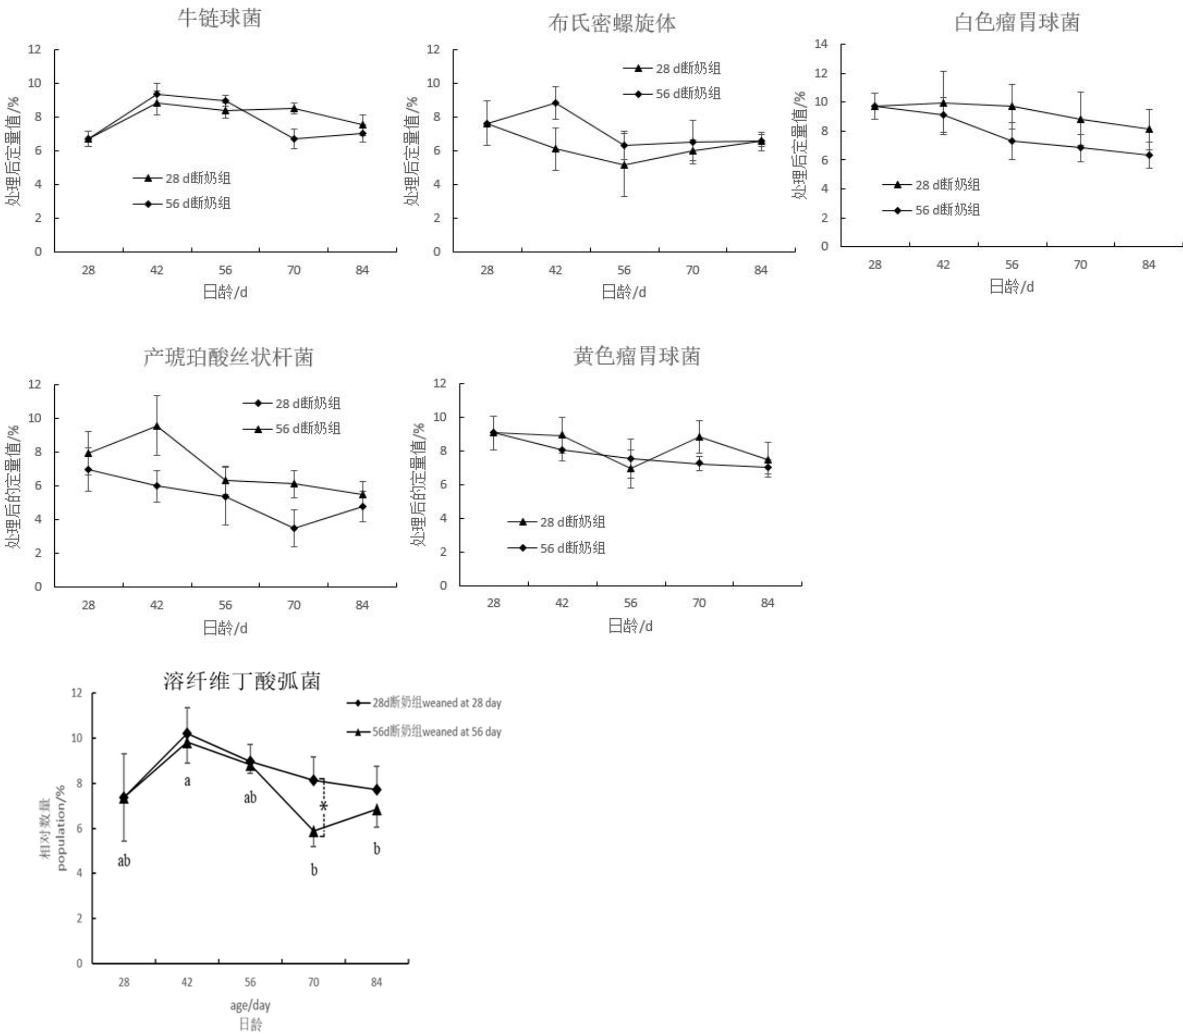 牛链球菌
12
10
8
6
4
2
0
处理后定量值/%
28 d断奶组
56 d断奶组
28 42 56 70 84
日龄/d
布氏密螺旋体
12
10
8
6
4
2
0
处理后定量值/%
28 d断奶组
56 d断奶组
28 42 56 70 84
日龄/d
白色瘤胃球菌
14
12
10
8
6
4
2
0
处理后定量值/%
28 d断奶组
56 d断奶组
28 42 56 70 84
日龄/d
产琥珀酸丝状杆菌
12
10
8
6
4
2
0
处理后的定量值/%
28 d断奶组
56 d断奶组
28 42 56 70 84
日龄/d
黄色瘤胃球菌
12
10
8
6
4
2
0
处理后的定量值/%
28 d断奶组
56 d断奶组
28 42 56 70 84
日龄/d
溶纤维丁酸弧菌
28d断奶组weaned at 28 day
56d断奶组weaned at 56 day
12
10
8
6
4
2
0
相对数量
population/%
ab
a
ab
*
b
b
28 42 56 70 84
age/day
日龄